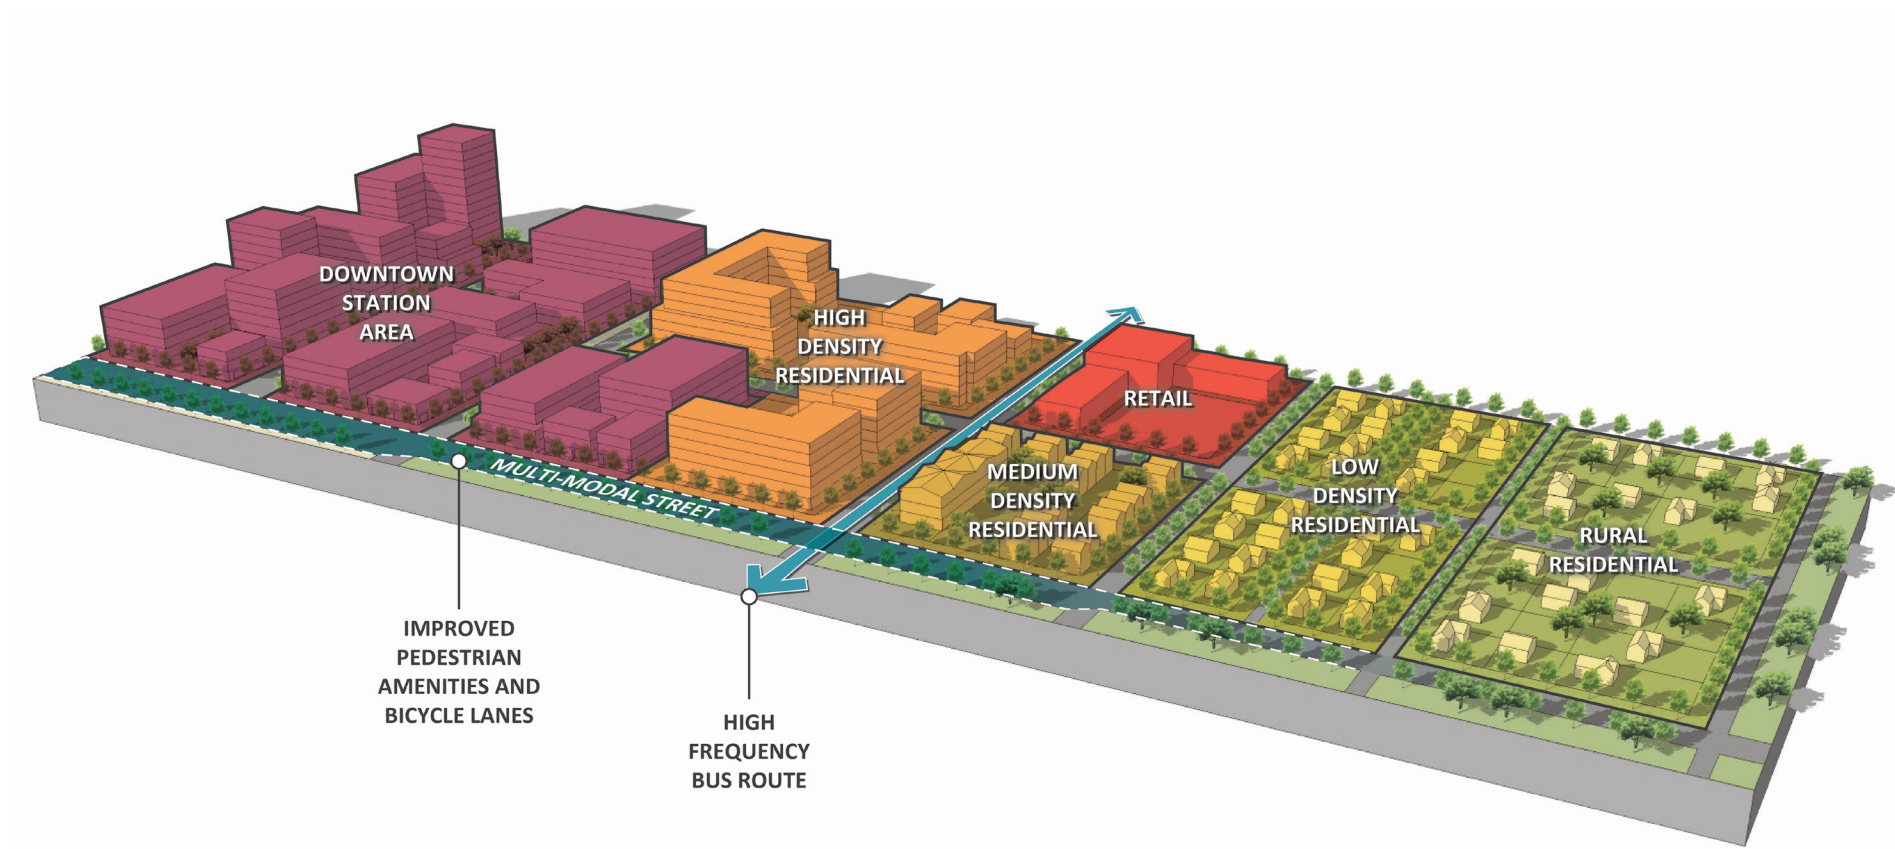 DOWNTOWN
STATION
AREA
HIGH
DENSITY
RESIDENTIAL
RETAIL
MEDIUM
DENSITY
RESIDENTIAL
LOW
DENSITY
RESIDENTIAL
RURAL
RESIDENTIAL
MULTI-MODAL STREET
IMPROVED
PEDESTRIAN
AMENITIES AND
BICYCLE LANES
HIGH
FREQUENCY
BUS ROUTE